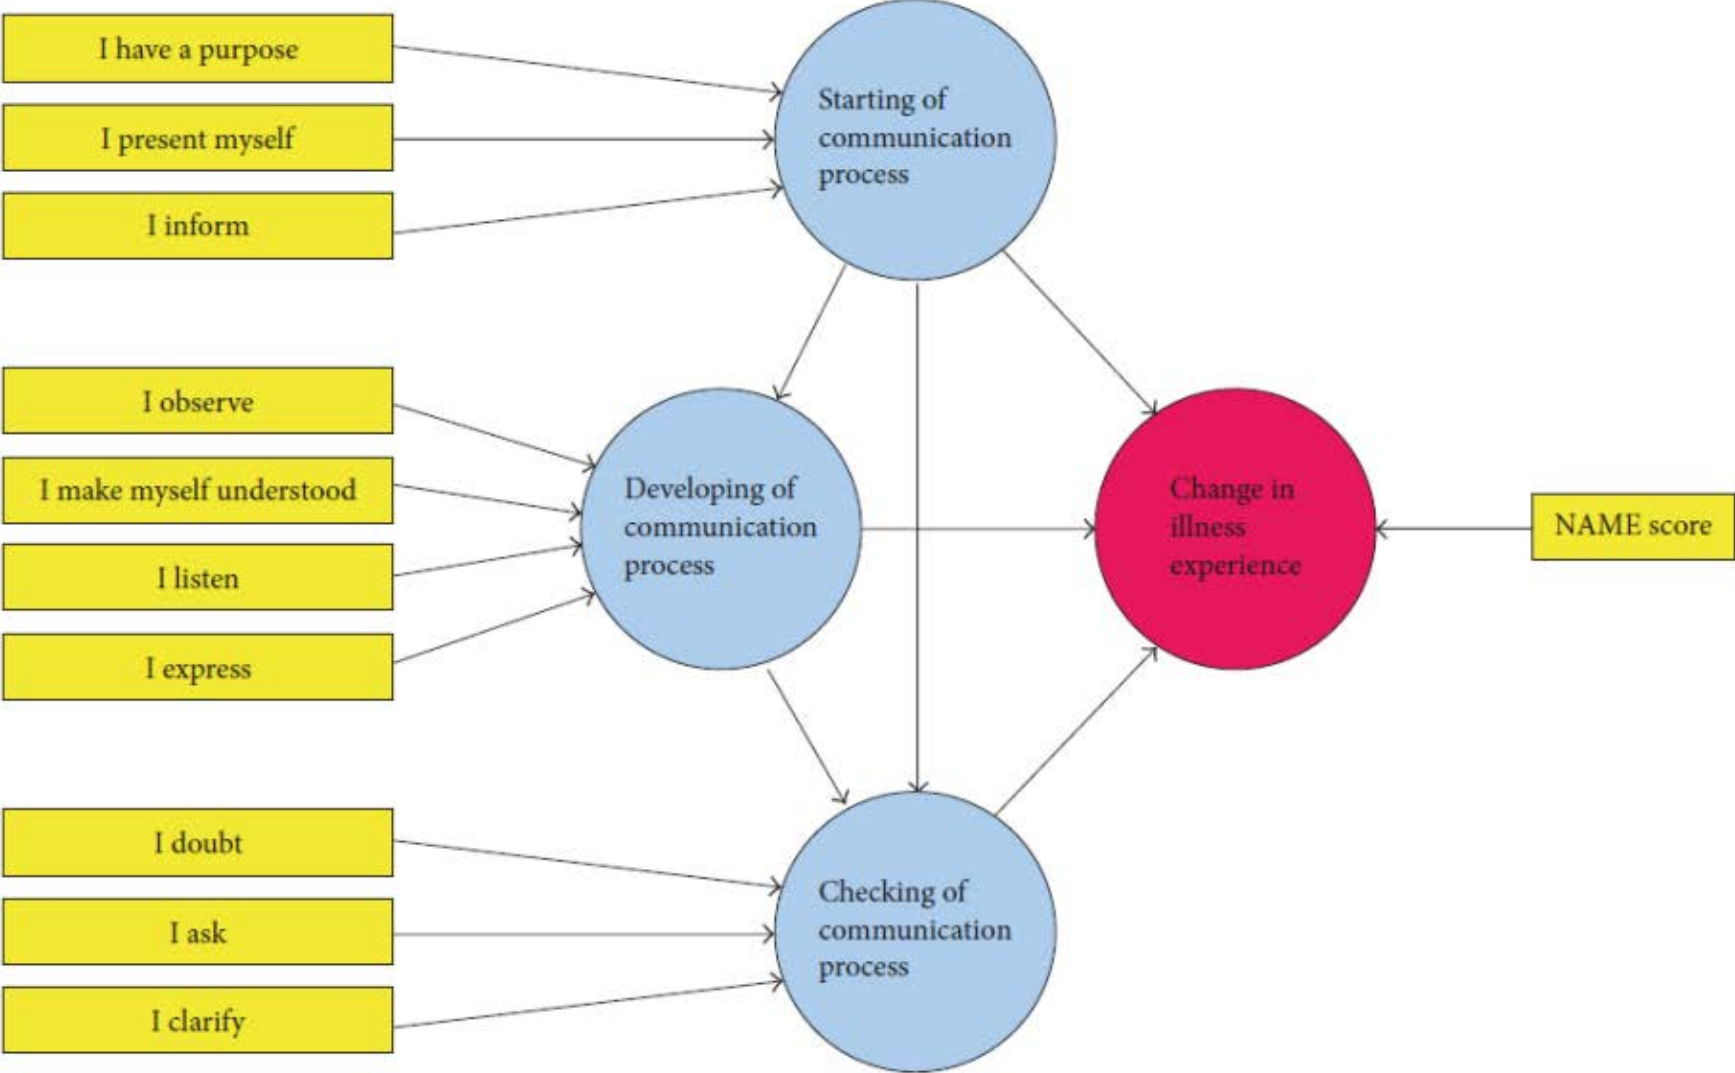 I have a purpose
I present myself
I inform
Starting of
communication
process
I observe
I make myself understood
I listen
I express
Developing of
communication
process
Change in
illness
experience
NAME score
I doubt
I ask
I clarify
Checking of
communication
process